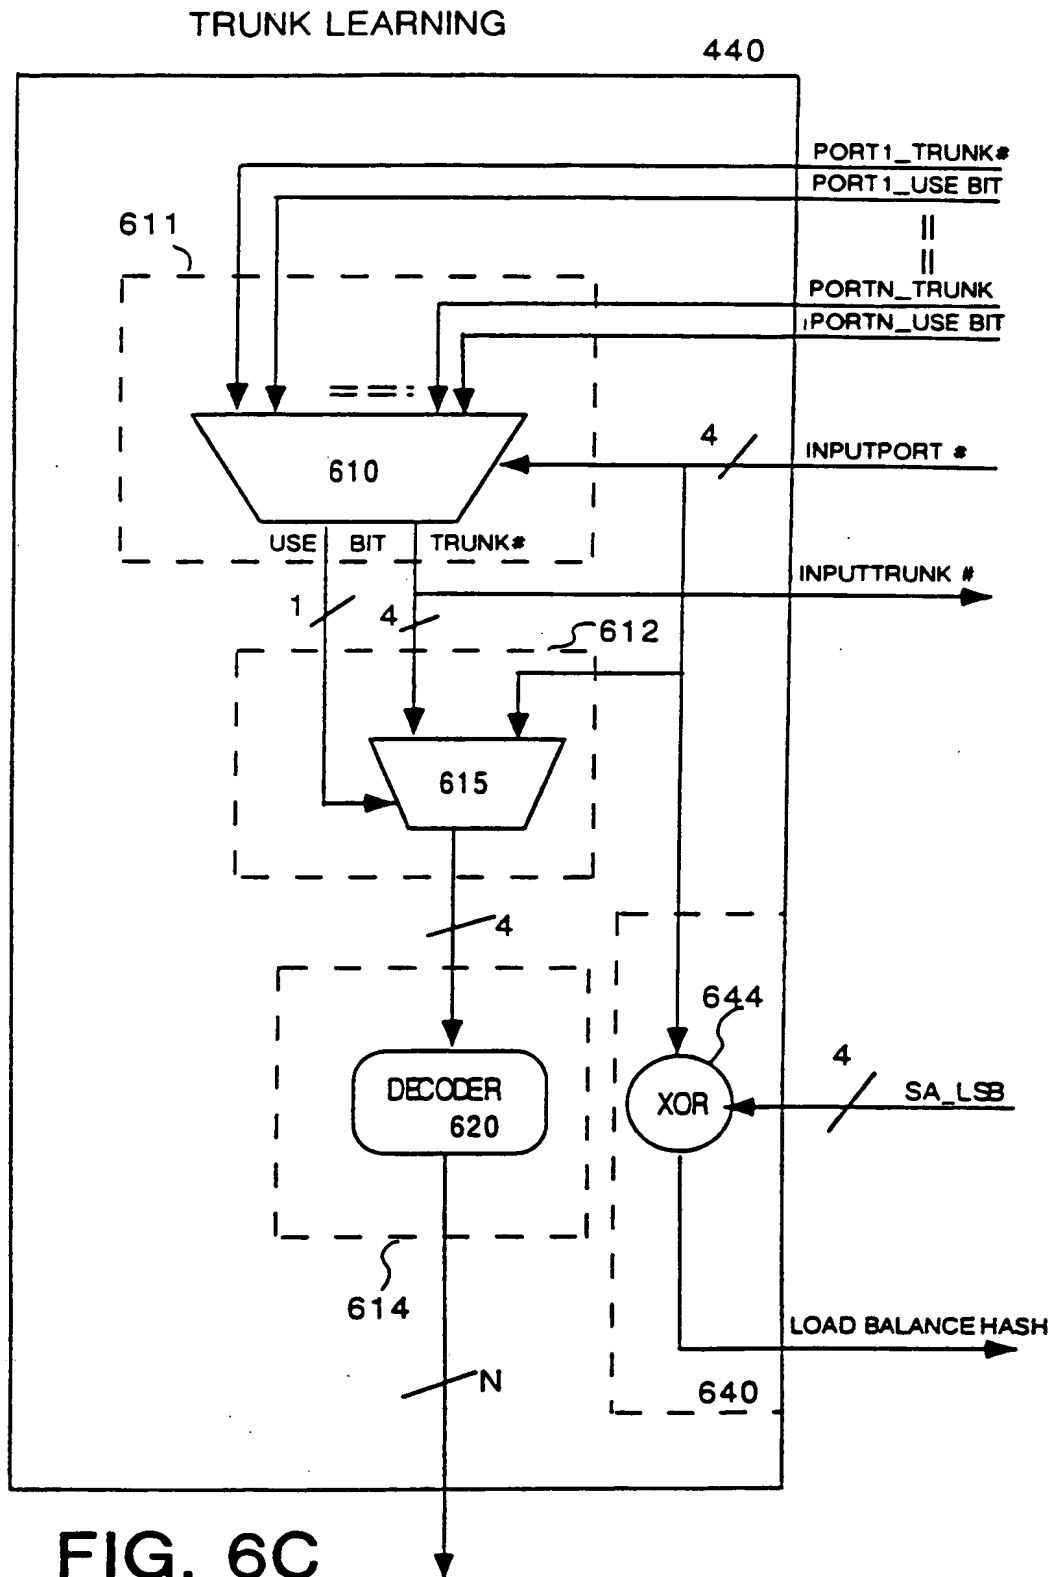 TRUNK LEARNING
440
PORT1_TRUNK#
PORT1_USE BIT
611
PORTN_TRUNK
PORTN_USE BIT
4
INPUTPORT #
610
USE BIT TRUNK#
INPUTTRUNK #
1
4
612
615
4
644
4
DECODER
620
XOR
SA_LSB
614
LOAD BALANCE HASH
N
640
FIG. 6C